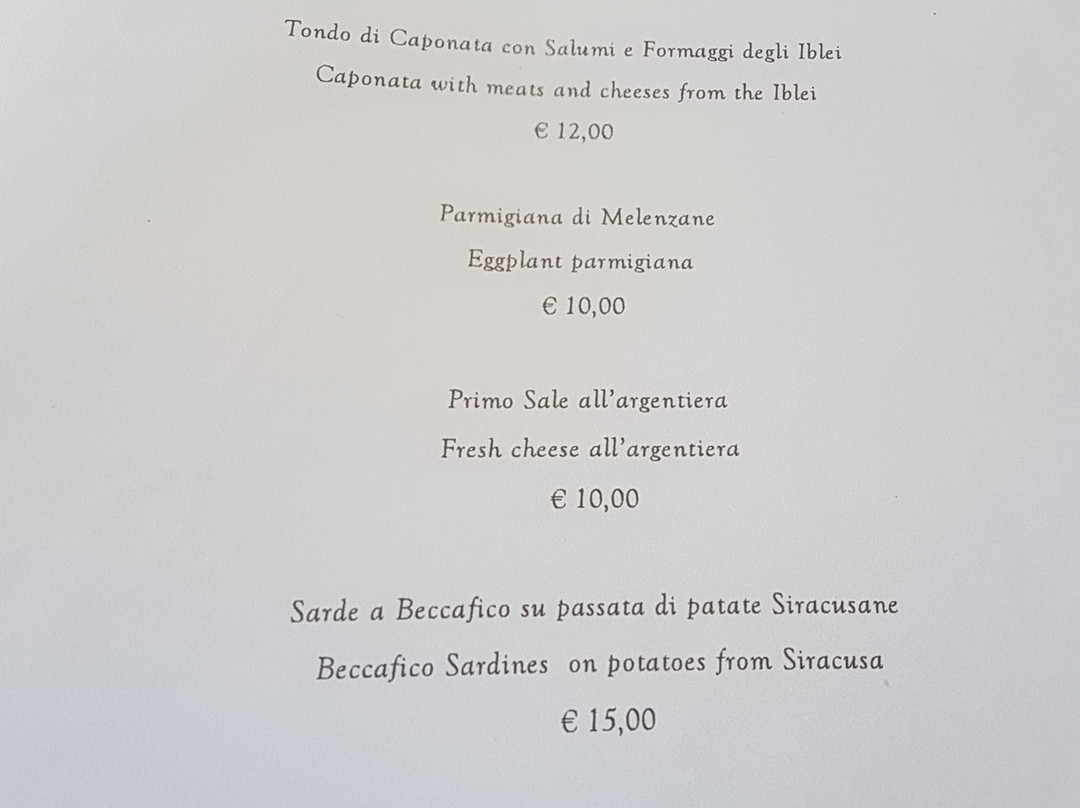 Tondo di Caponata con Salumi e Formaggi degli Iblei
Caponata with meats and cheeses from the Iblei
€ 12,00
Parmigiana di Melenzane
Eggplant parmigiana
€ 10,00
Primo Sale all'argentiera
Fresh cheese all'argentiera
€ 10,00
Sarde a Beccafico su passata di patate Siracusane
Beccafico Sardines on potatoes from Siracusa
€ 15,00